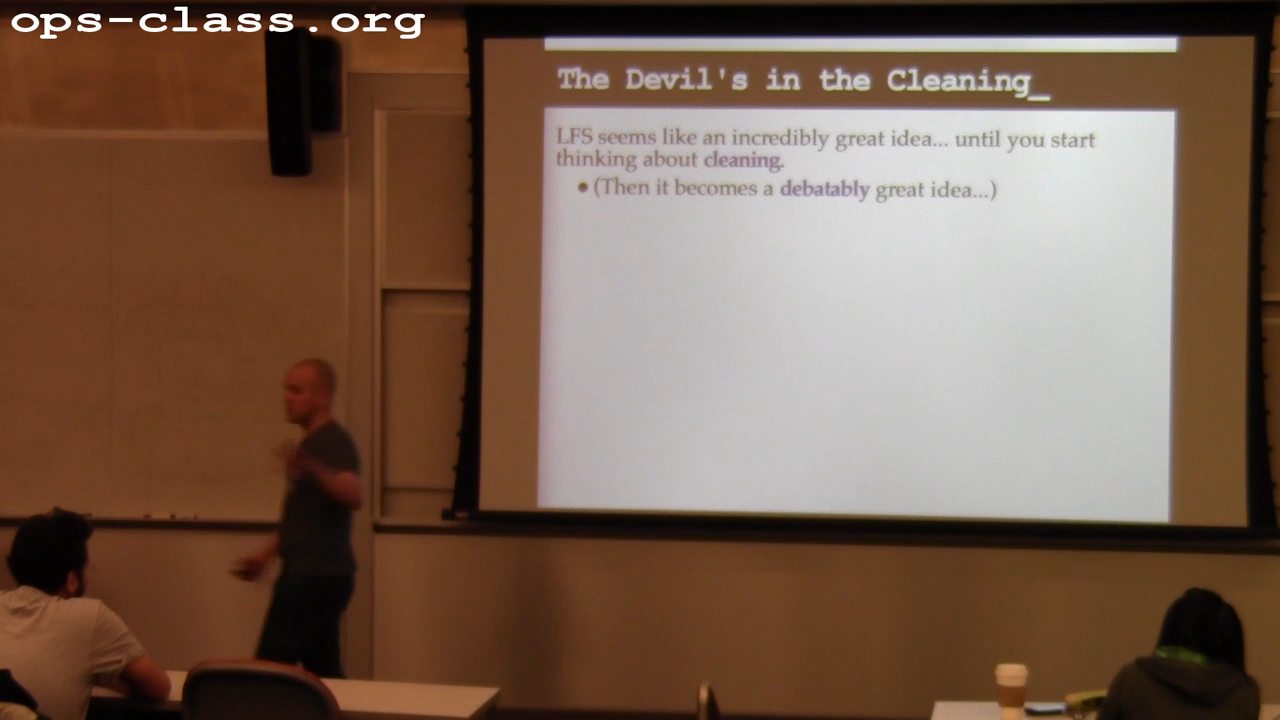 ops-class.org
The Devil's in the Cleaning_
LFS seems like an incredibly great idea... until you start
thinking about cleaning.
• (Then it becomes a debatably great idea...)